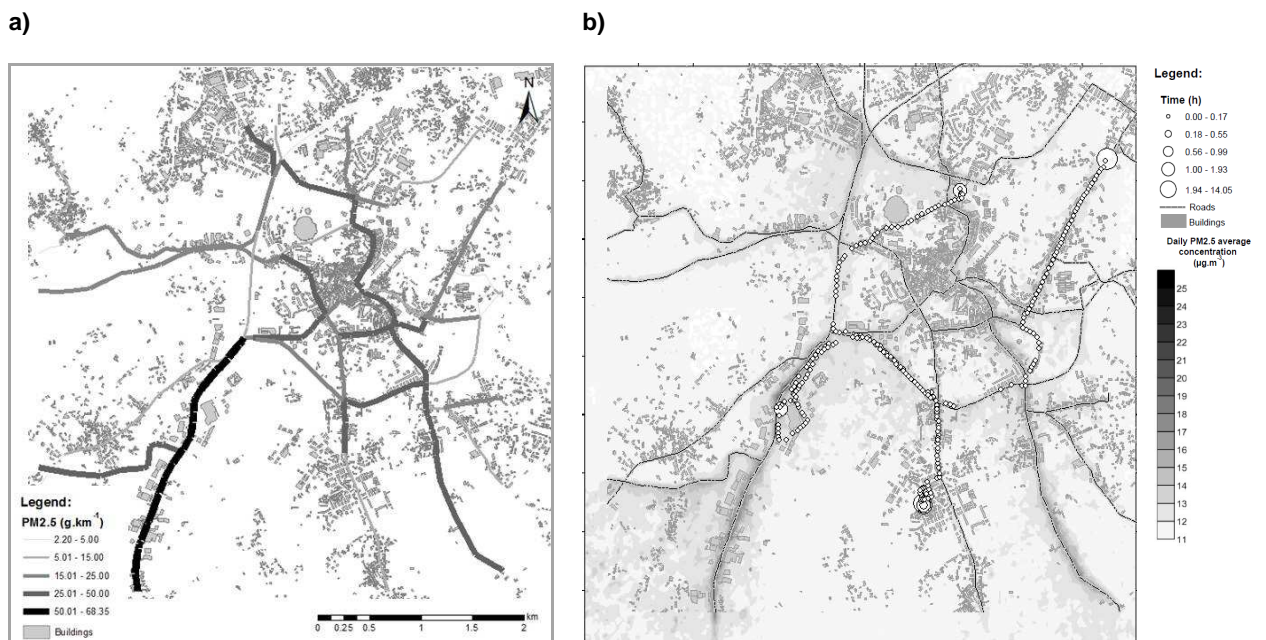 a)
b)
N
Legend:
PM2.5 (g.km-1)
2.20 - 5.00
5.01 - 15.00
15.01 - 25.00
25.01 - 50.00
50.01 - 68.35
Buildings
km
0 0.25 0.5 1 1.5 2
Legend:
Time (h)
0.00 - 0.17
0.18 - 0.55
0.56 - 0.99
1.00 - 1.93
1.94 - 14.05
Roads
Buildings
Daily PM2.5 average
concentration
(µg.m-3)
25
24
23
22
21
20
19
18
17
16
15
14
13
12
11